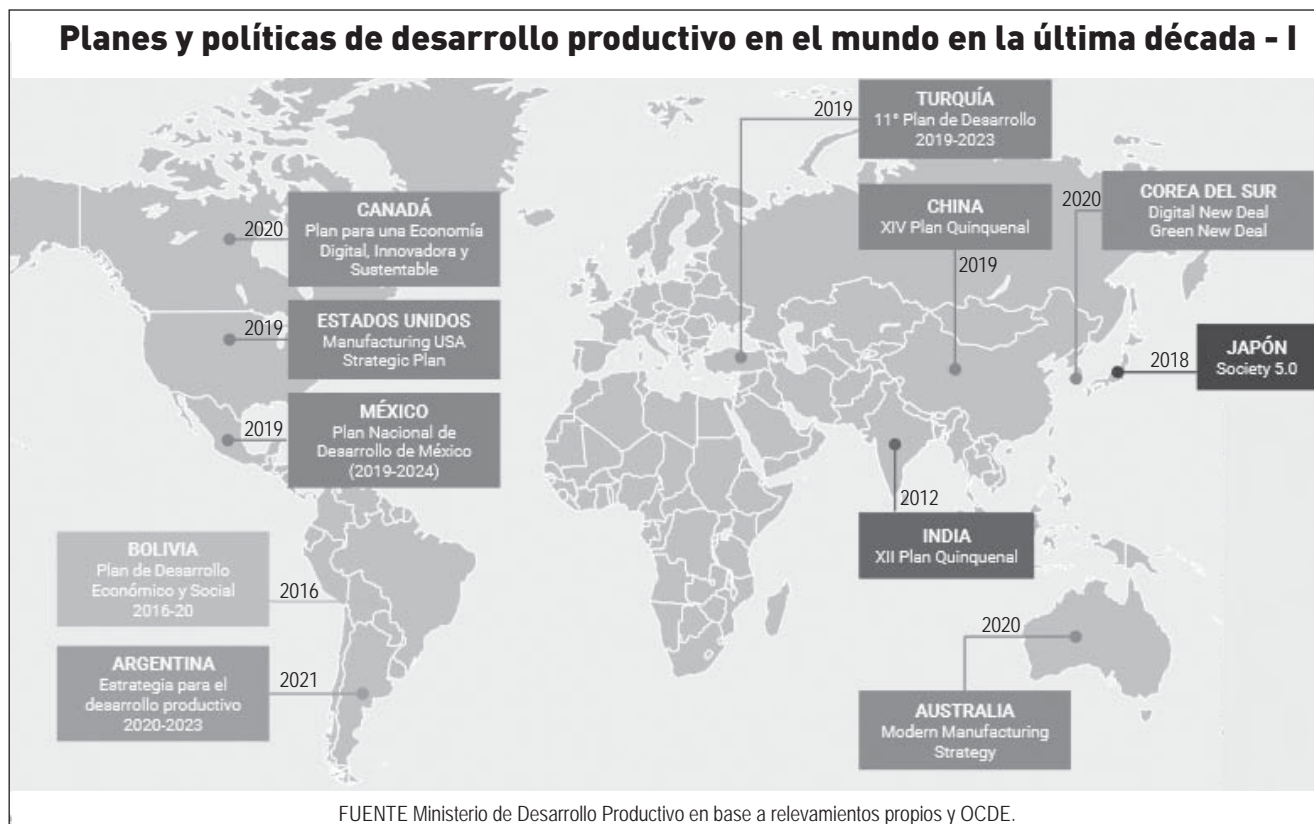 Planes y políticas de desarrollo productivo en el mundo en la última década - I
2019
TURQUÍA
11° Plan de Desarrollo
2019-2023
2020
CANADÁ
Plan para una Economía
Digital, Innovadora y
Sustentable
CHINA
XIV Plan Quinquenal
2019
2020
COREA DEL SUR
Digital New Deal
Green New Deal
2019
ESTADOS UNIDOS
Manufacturing USA
Strategic Plan
2018
JAPÓN
Society 5.0
2019
MÉXICO
Plan Nacional de
Desarrollo de México
(2019-2024)
2012
INDIA
XII Plan Quinquenal
BOLIVIA
Plan de Desarrollo
Económico y Social
2016-20
2016
2020
AUSTRALIA
Modern Manufacturing
Strategy
ARGENTINA
Estrategia para el
desarrollo productivo
2020-2023
2021
FUENTE Ministerio de Desarrollo Productivo en base a relevamientos propios y OCDE.